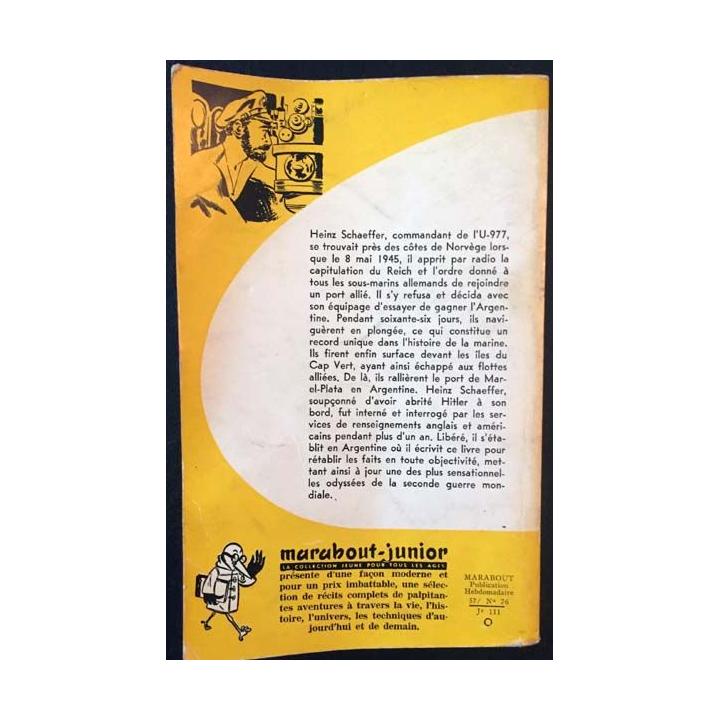 Heinz Schaeffer, commandant de l'U-977,
se trouvait près des côtes de Norvège lors-
que le 8 mai 1945, il apprit par radio la
capitulation du Reich et l'ordre donné à
tous les sous-marins allemands de rejoindre
un port allié. Il s'y refusa et décida avec
son équipage d'essayer de gagner l'Argen-
tine. Pendant soixante-six jours, ils navi-
guèrent en plongée, ce qui constitue un
record unique dans l'histoire de la marine.
Ils firent enfin surface devant les îles du
Cap Vert, ayant ainsi échappé aux flottes
alliées. De là, ils rallièrent le port de Mar-
el-Plata en Argentine. Heinz Schaeffer,
soupçonné d'avoir abrité Hitler à son
bord, fut interné et interrogé par les ser-
vices de renseignements anglais et améri-
cains pendant plus d'un an. Libéré, il s'éta-
blit en Argentine où il écrivit ce livre pour
rétablir les faits en toute objectivité, met-
tant ainsi à jour une des plus sensationnel-
les odyssées de la seconde guerre mon-
diale.
marabout-junior
LA COLLECTION JEUNE POUR TOUS LES AGES
présente d'une façon moderne et
pour un prix imbattable, une sélec-
tion de récits complets de palpitan-
tes aventures à travers la vie, l'his-
toire, l'univers, les techniques d'au-
jourd'hui et de demain.
MARABOUT
Publication
Hebdomadaire
57/ N° 76
Jr 111